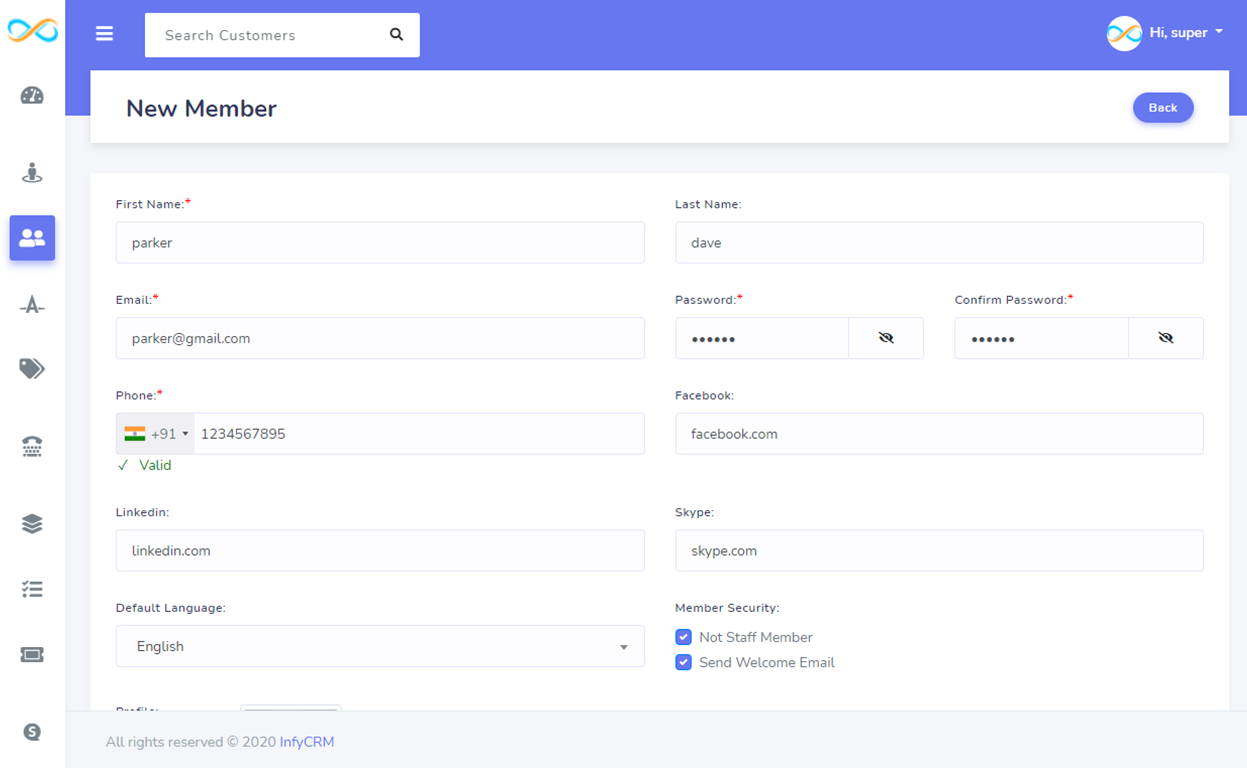 Search Customers
Hi, super
New Member
Back
First Name:*
Last Name:
parker
dave
Email:*
Password:*
Confirm Password:*
parker@gmail.com
••••••
••••••
Phone:*
Facebook:
+91
1234567895
facebook.com
✓ Valid
Linkedin:
Skype:
linkedin.com
skype.com
Default Language:
Member Security:
English
Not Staff Member
Send Welcome Email
Profile:
All rights reserved © 2020 InfyCRM